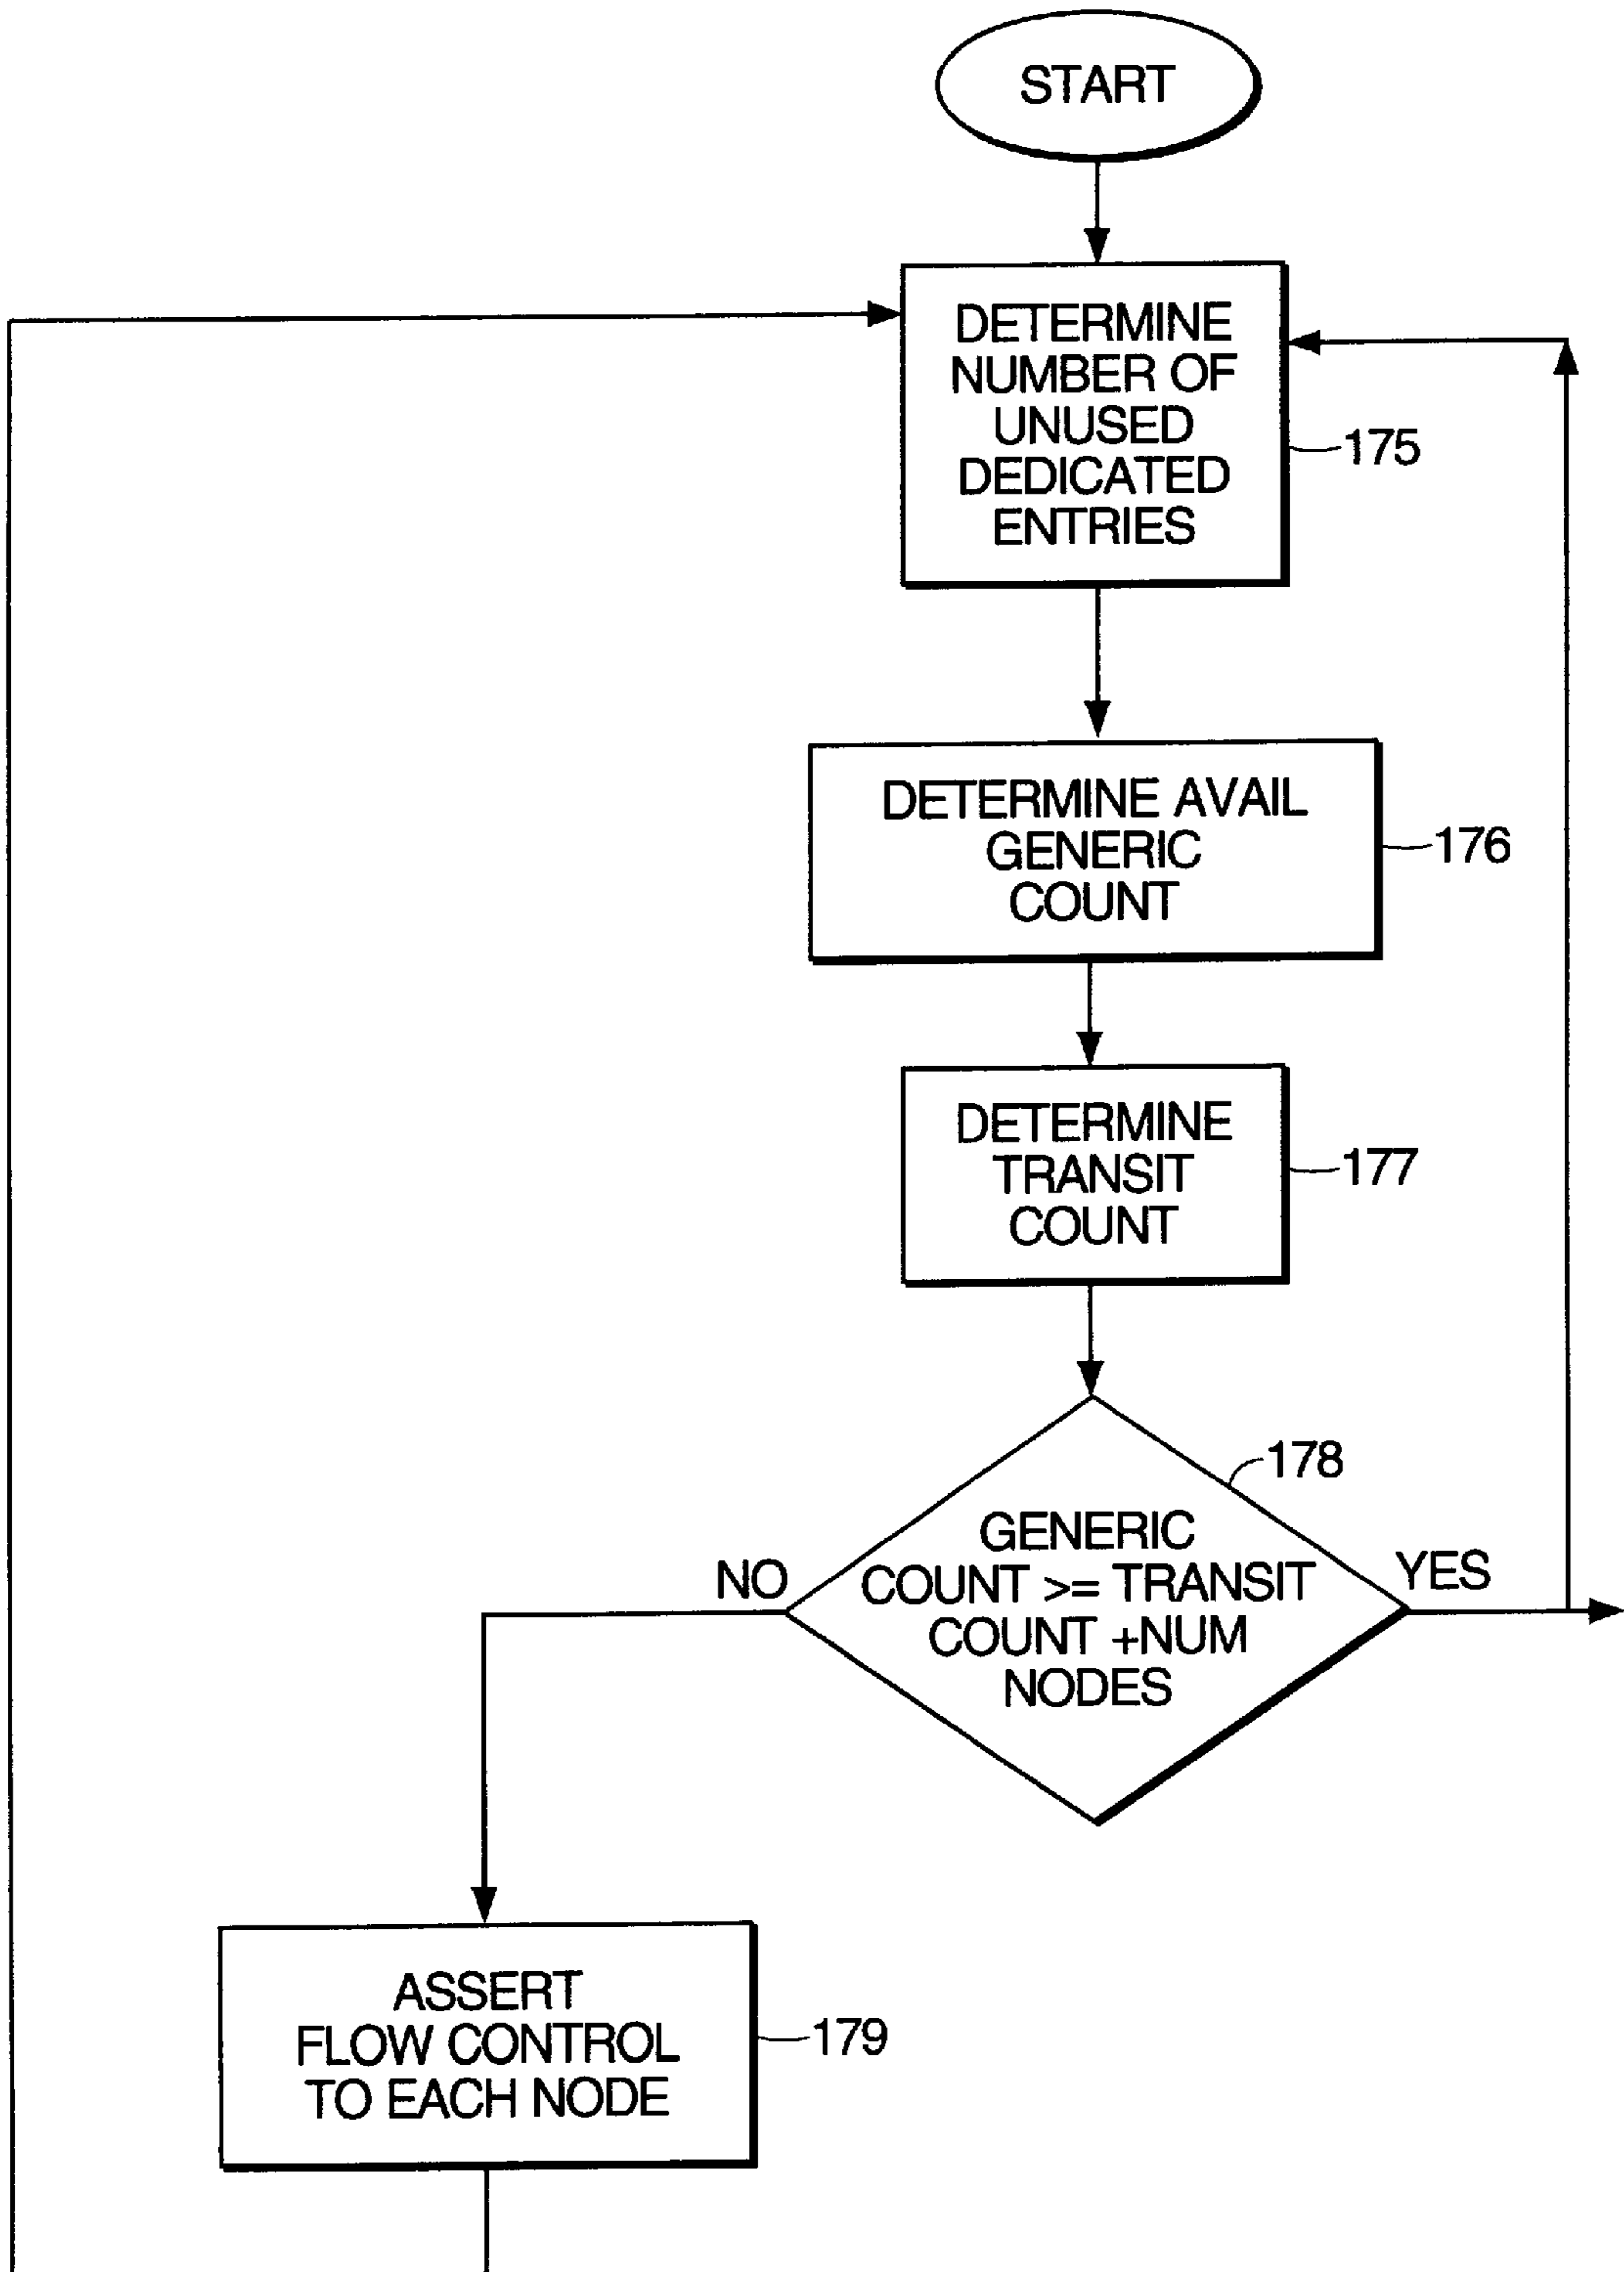 START
DETERMINE
NUMBER OF
UNUSED
DEDICATED
ENTRIES
175
DETERMINE AVAIL
GENERIC
COUNT
176
DETERMINE
TRANSIT
COUNT
177
178
GENERIC
COUNT >= TRANSIT
COUNT +NUM
NODES
NO
YES
ASSERT
FLOW CONTROL
TO EACH NODE
179